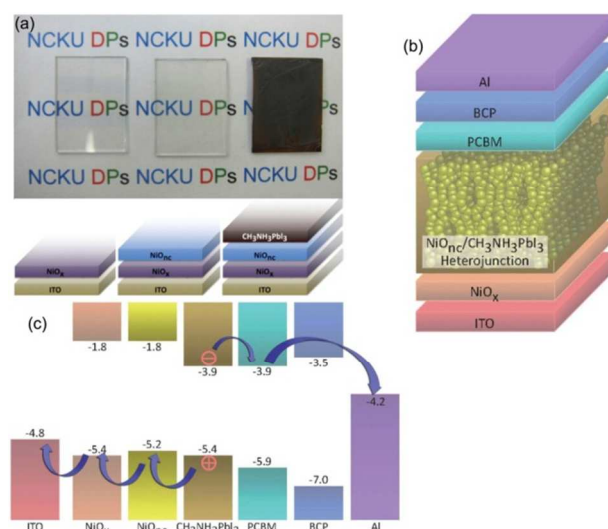 (a)
NCKU DPs NCKU DPs NCKU DPs
NCKU DPs NCKU DPs NCKU
NCKU DPs NCKU DPs NCKU DPs
NiOₓ
ITO
NiOnc
NiOₓ
ITO
CH₃NH₃PbI₃
NiOnc
NiOₓ
ITO
(b)
Al
BCP
PCBM
NiOnc/CH₃NH₃PbI₃
Heterojunction
NiOₓ
ITO
(c)
-1.8 -1.8 -3.9 -3.9 -3.5
-4.2
-4.8 -5.4 -5.2 -5.4 -5.9 -7.0
ITO CH₃NH₃PbI₃ PCBM BCP Al